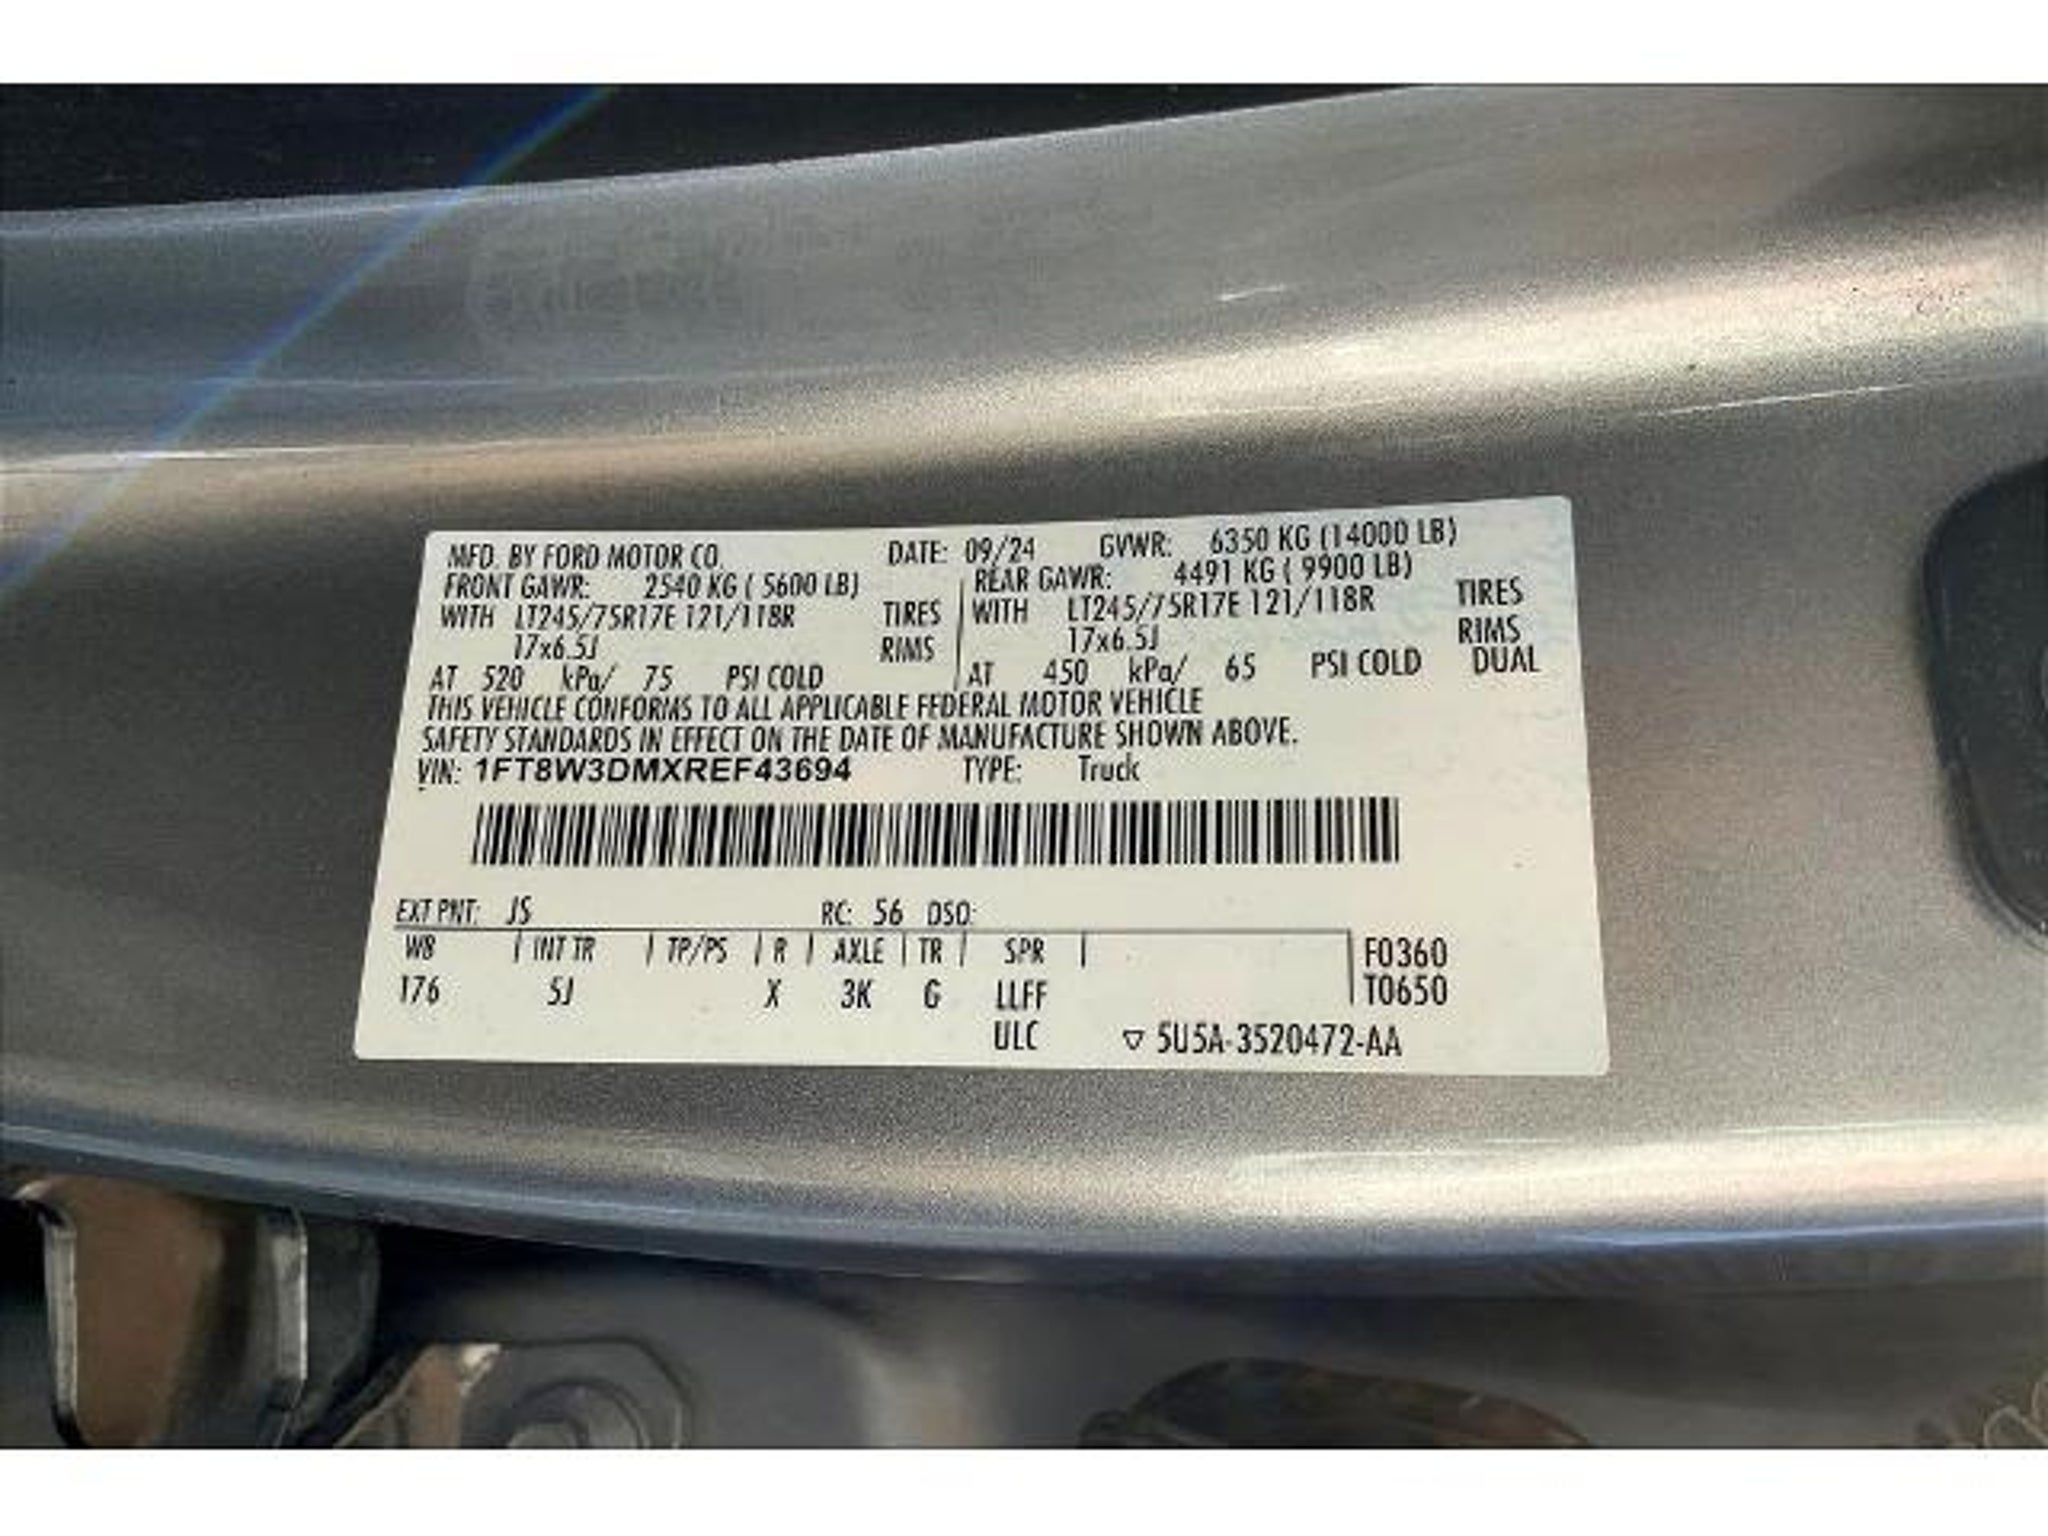 MFD. BY FORD MOTOR CO. DATE: 09/24 GVWR: 6350 KG (14000 LB)
FRONT GAWR: 2540 KG ( 5600 LB) REAR GAWR: 4491 KG ( 9900 LB)
WITH LT245/75R17E 121/118R TIRES WITH LT245/75R17E 121/118R TIRES
17x6.5J RIMS 17x6.5J RIMS
AT 520 kPa/ 75 PSI COLD AT 450 kPa/ 65 PSI COLD DUAL
THIS VEHICLE CONFORMS TO ALL APPLICABLE FEDERAL MOTOR VEHICLE
SAFETY STANDARDS IN EFFECT ON THE DATE OF MANUFACTURE SHOWN ABOVE.
VIN: 1FT8W3DMXREF43694 TYPE: Truck
EXT PNT: JS RC: 56 DSO:
WB | INT TR | TP/PS | R | AXLE | TR | SPR | F0360
176 5J X 3K G LLFF T0650
ULC ▽ 5U5A-3520472-AA